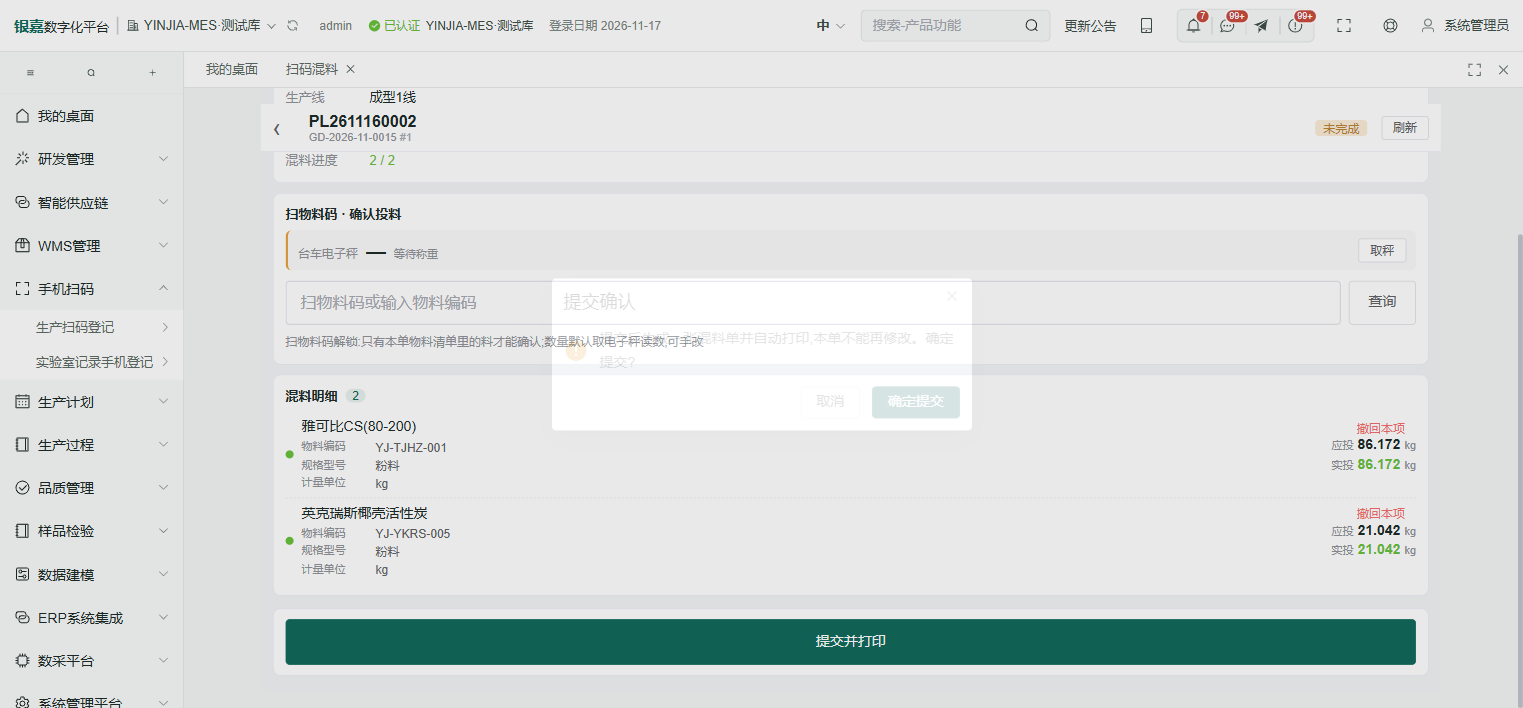 银嘉数字化平台 YINJIA-MES·测试库 admin 已认证 YINJIA-MES·测试库 登录日期 2026-11-17 中 搜索-产品功能 更新公告 7 99+ 99+ 系统管理员
我的桌面 扫码混料
我的桌面
研发管理
智能供应链
WMS管理
手机扫码
生产扫码登记
实验室记录手机登记
生产计划
生产过程
品质管理
样品检验
数据建模
ERP系统集成
数采平台
系统管理平台
生产线 成型1线
PL2611160002
GD-2026-11-0015 #1
未完成 刷新
混料进度 2 / 2
扫物料码 · 确认投料
台车电子秤 — 等待称重 取秤
扫物料码或输入物料编码 查询
扫物料码解锁:只有本单物料清单里的料才能确认;数量默认取电子秤读数,可手改
提交确认
混料单并自动打印,本单不能再修改。确定
提交?
取消 确定提交
混料明细 2
雅可比CS(80-200)
物料编码 YJ-TJHZ-001
规格型号 粉料
计量单位 kg
撤回本项
应投 86.172 kg
实投 86.172 kg
英克瑞斯椰壳活性炭
物料编码 YJ-YKRS-005
规格型号 粉料
计量单位 kg
撤回本项
应投 21.042 kg
实投 21.042 kg
提交并打印